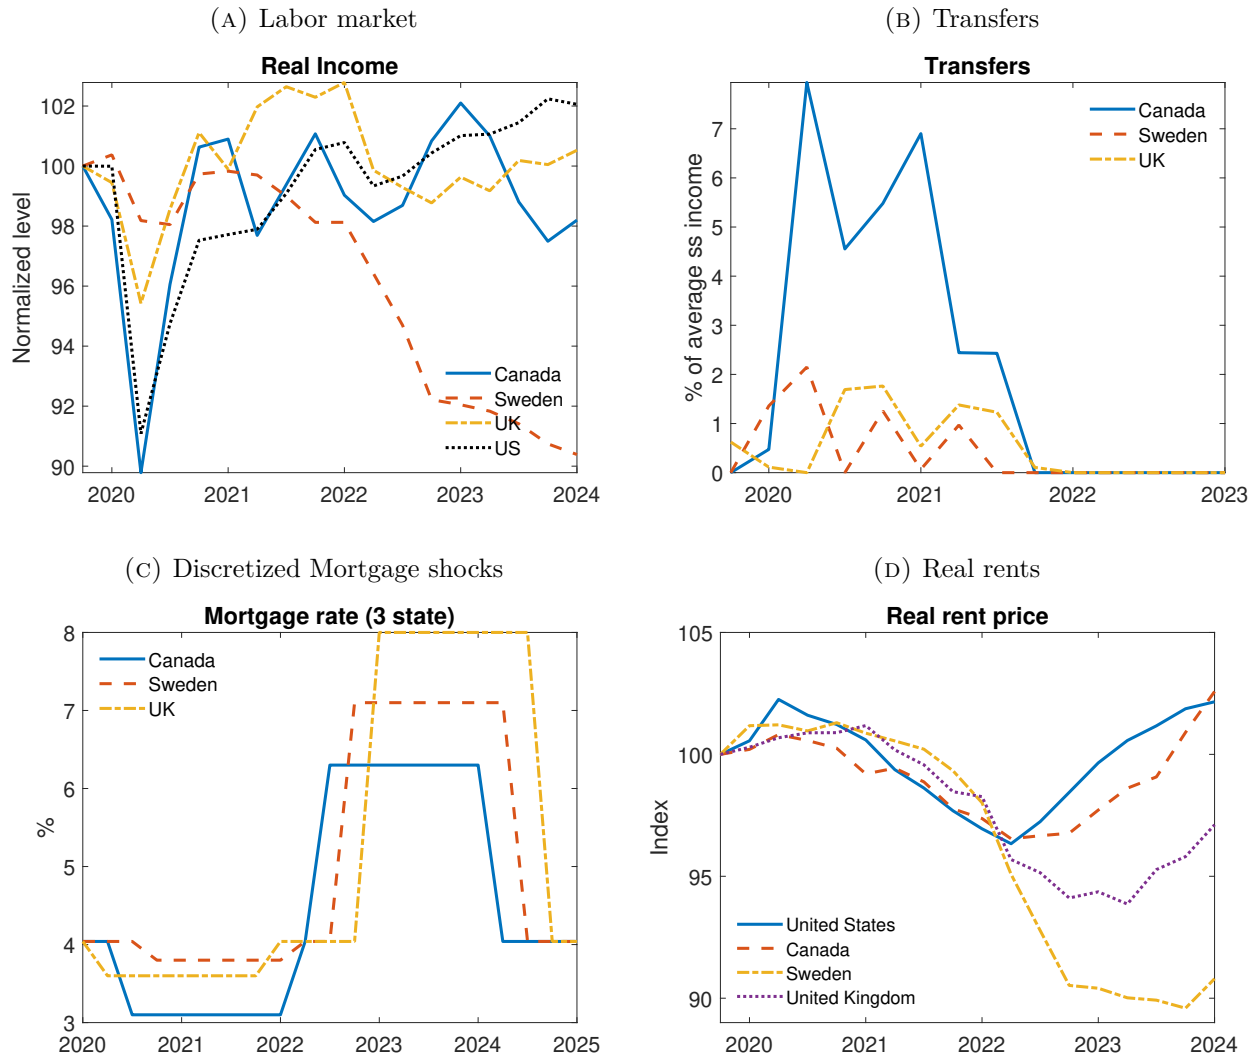 (A) Labor market
Real Income
102
100
98
96
94
92
90
Normalized level
Canada
Sweden
UK
US
2020 2021 2022 2023 2024
(B) Transfers
Transfers
7
6
5
4
3
2
1
0
% of average ss income
Canada
Sweden
UK
2020 2021 2022 2023
(C) Discretized Mortgage shocks
Mortgage rate (3 state)
8
7
6
5
4
3
%
Canada
Sweden
UK
2020 2021 2022 2023 2024 2025
(D) Real rents
Real rent price
105
100
95
90
Index
United States
Canada
Sweden
United Kingdom
2020 2021 2022 2023 2024